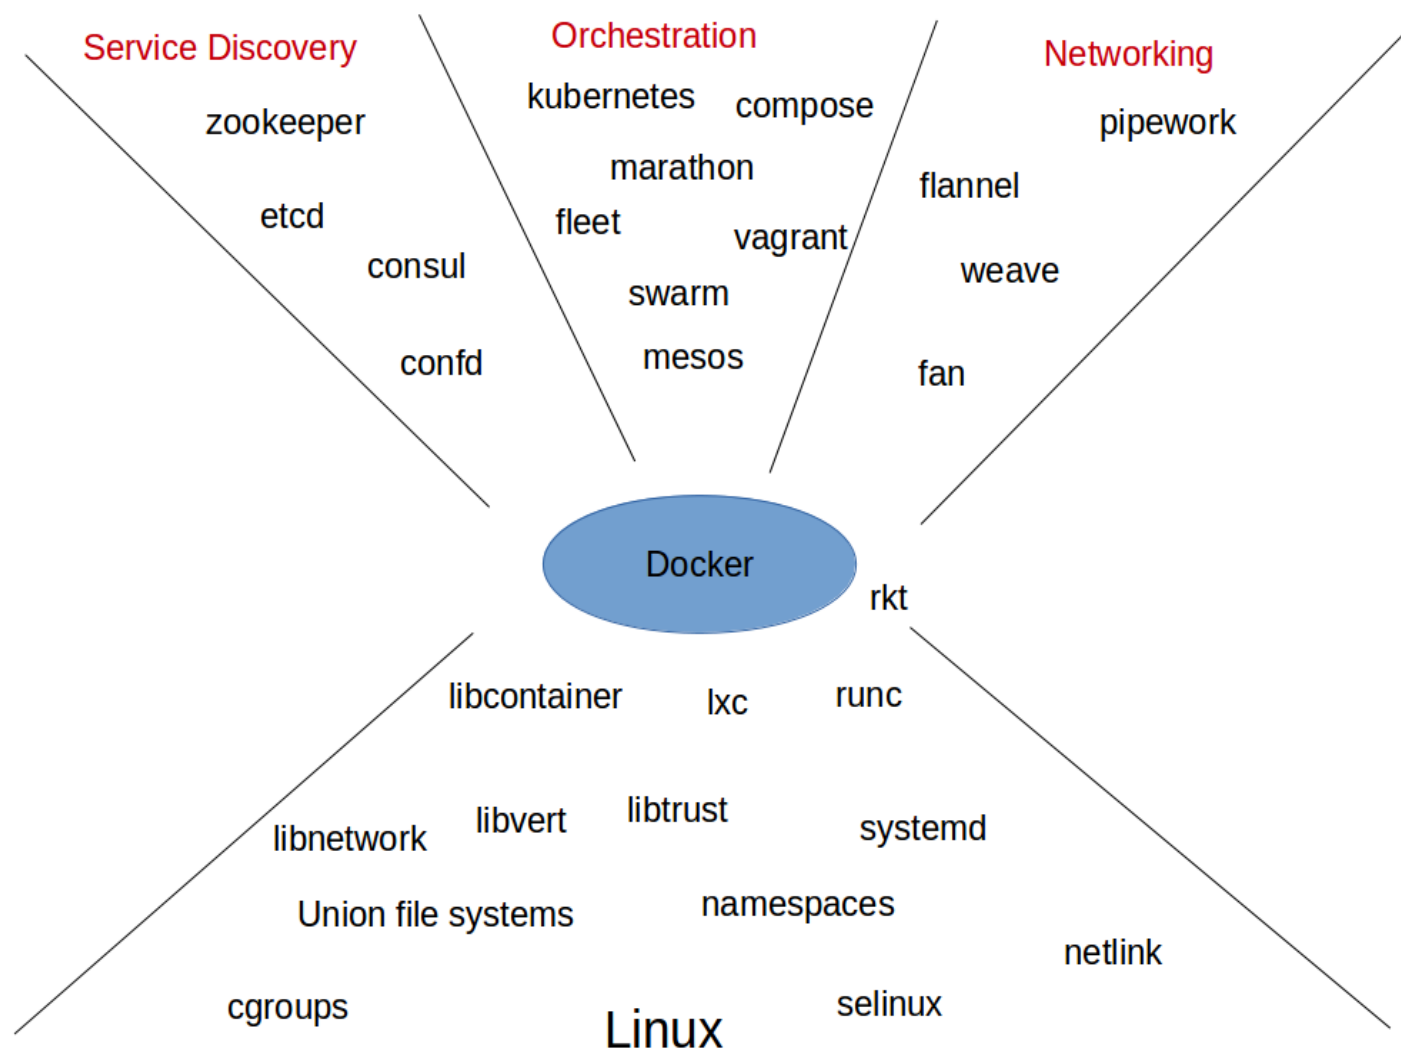 Service Discovery
zookeeper
etcd
consul
confd
Orchestration
kubernetes
compose
marathon
fleet
vagrant
swarm
mesos
Networking
pipework
flannel
weave
fan
Docker
rkt
libcontainer
lxc
runc
libnetwork
libvert
libtrust
systemd
Union file systems
namespaces
netlink
cgroups
selinux
Linux